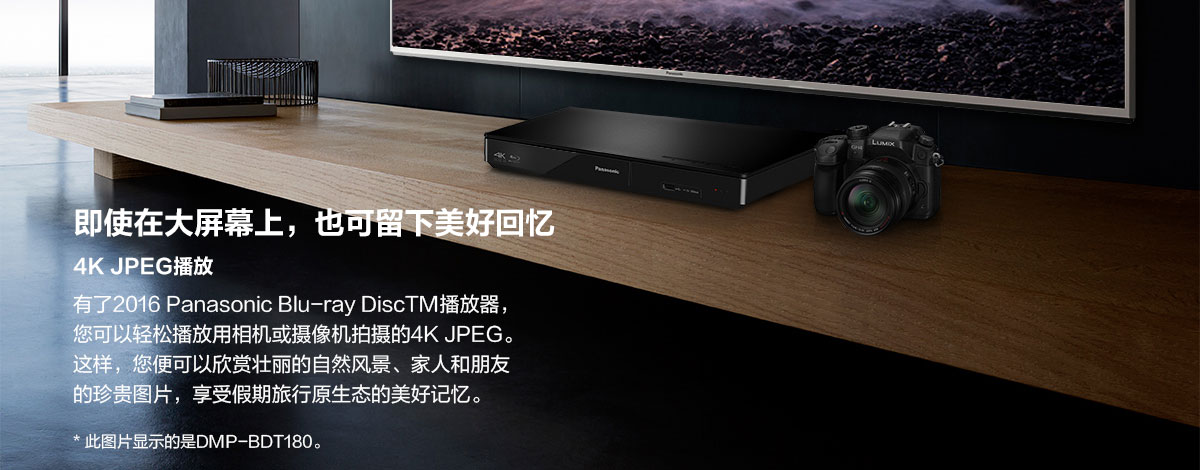 Panasonic
4K
Panasonic
LUMIX
即使在大屏幕上，也可留下美好回忆
4K JPEG播放
有了2016 Panasonic Blu-ray DiscTM播放器，
您可以轻松播放用相机或摄像机拍摄的4K JPEG。
这样，您便可以欣赏壮丽的自然风景、家人和朋友
的珍贵图片，享受假期旅行原生态的美好记忆。
* 此图片显示的是DMP-BDT180。